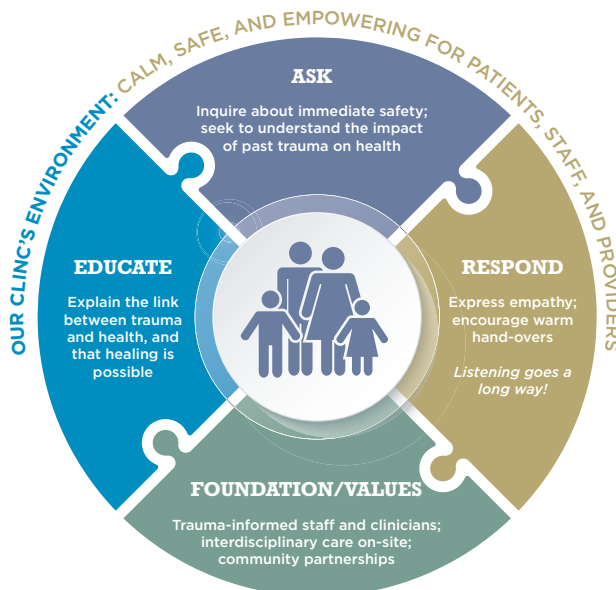 OUR CLINC'S ENVIRONMENT: CALM, SAFE, AND EMPOWERING FOR PATIENTS, STAFF, AND PROVIDERS
ASK
Inquire about immediate safety;
seek to understand the impact
of past trauma on health
EDUCATE
Explain the link
between trauma
and health, and
that healing is
possible
RESPOND
Express empathy;
encourage warm
hand-overs
Listening goes a
long way!
FOUNDATION/VALUES
Trauma-informed staff and clinicians;
interdisciplinary care on-site;
community partnerships